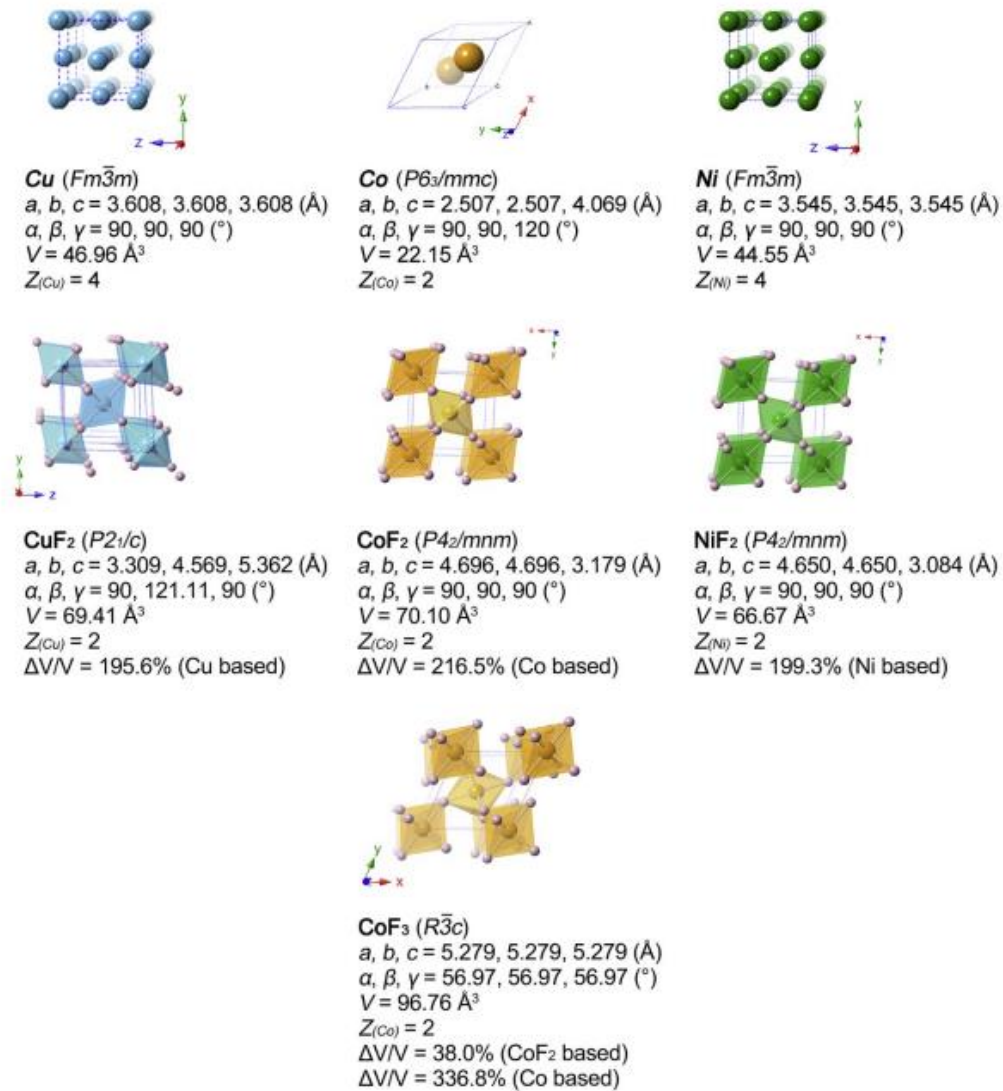 y
z
x
y
z
y
z
Cu (Fm3̅m)
a, b, c = 3.608, 3.608, 3.608 (Å)
α, β, γ = 90, 90, 90 (°)
V = 46.96 Å³
Z(Cu) = 4
Co (P6₃/mmc)
a, b, c = 2.507, 2.507, 4.069 (Å)
α, β, γ = 90, 90, 120 (°)
V = 22.15 Å³
Z(Co) = 2
Ni (Fm3̅m)
a, b, c = 3.545, 3.545, 3.545 (Å)
α, β, γ = 90, 90, 90 (°)
V = 44.55 Å³
Z(Ni) = 4
y
z
x
x
CuF₂ (P2₁/c)
a, b, c = 3.309, 4.569, 5.362 (Å)
α, β, γ = 90, 121.11, 90 (°)
V = 69.41 Å³
Z(Cu) = 2
ΔV/V = 195.6% (Cu based)
CoF₂ (P4₂/mnm)
a, b, c = 4.696, 4.696, 3.179 (Å)
α, β, γ = 90, 90, 90 (°)
V = 70.10 Å³
Z(Co) = 2
ΔV/V = 216.5% (Co based)
NiF₂ (P4₂/mnm)
a, b, c = 4.650, 4.650, 3.084 (Å)
α, β, γ = 90, 90, 90 (°)
V = 66.67 Å³
Z(Ni) = 2
ΔV/V = 199.3% (Ni based)
y
x
CoF₃ (R3̅c)
a, b, c = 5.279, 5.279, 5.279 (Å)
α, β, γ = 56.97, 56.97, 56.97 (°)
V = 96.76 Å³
Z(Co) = 2
ΔV/V = 38.0% (CoF₂ based)
ΔV/V = 336.8% (Co based)